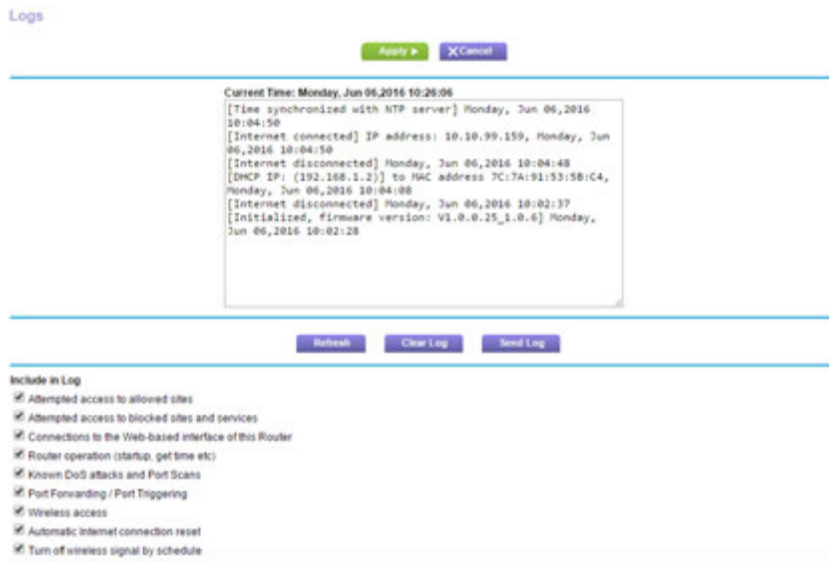 Logs
Apply ▶
X Cancel
Current Time: Monday, Jun 06,2016 10:26:06
[Time synchronized with NTP server] Monday, Jun 06,2016
10:04:50
[Internet connected] IP address: 10.10.99.159, Monday, Jun
06,2016 10:04:50
[Internet disconnected] Monday, Jun 06,2016 10:04:48
[DHCP IP: (192.168.1.2)] to MAC address 7C:7A:91:53:5B:C4,
Monday, Jun 06,2016 10:04:08
[Internet disconnected] Monday, Jun 06,2016 10:02:37
[Initialized, firmware version: V1.0.0.25_1.0.6] Monday,
Jun 06,2016 10:02:28
Refresh
Clear Log
Send Log
Include in Log
Attempted access to allowed sites
Attempted access to blocked sites and services
Connections to the Web-based interface of this Router
Router operation (startup, get time etc)
Known DoS attacks and Port Scans
Port Forwarding / Port Triggering
Wireless access
Automatic Internet connection reset
Turn off wireless signal by schedule